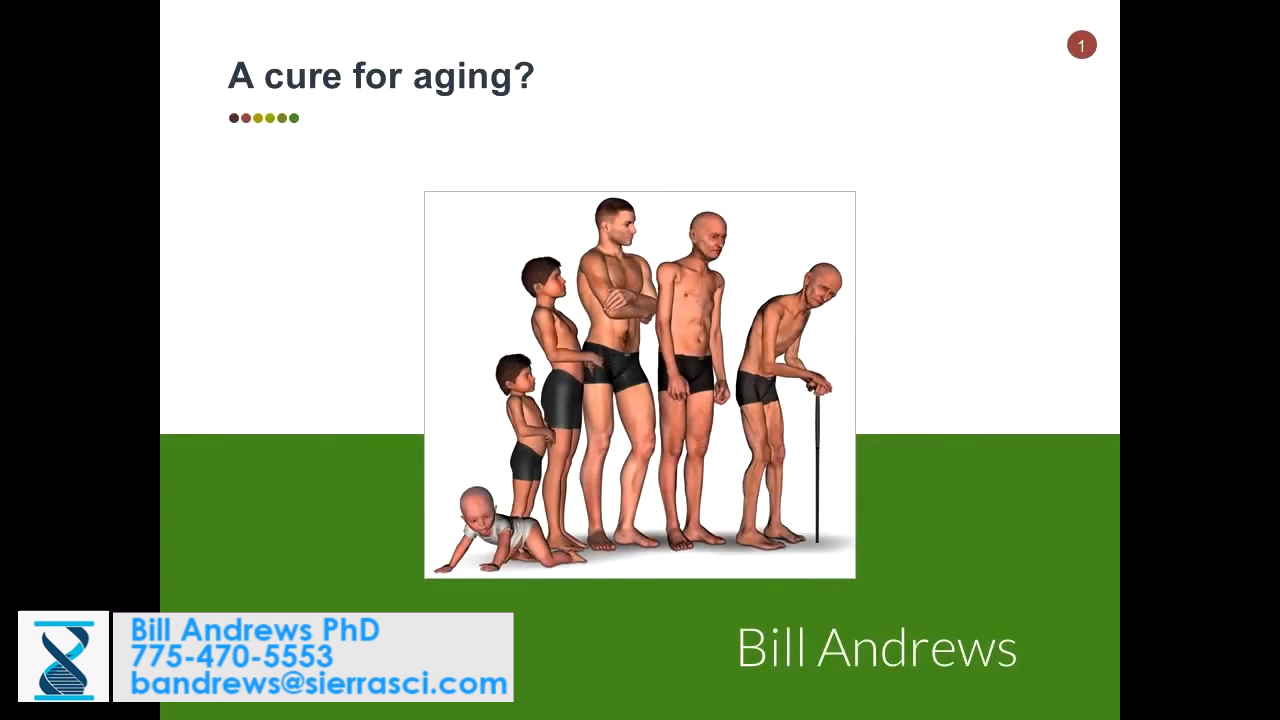 1
A cure for aging?
Bill Andrews PhD
775-470-5553
bandrews@sierrasci.com
Bill Andrews